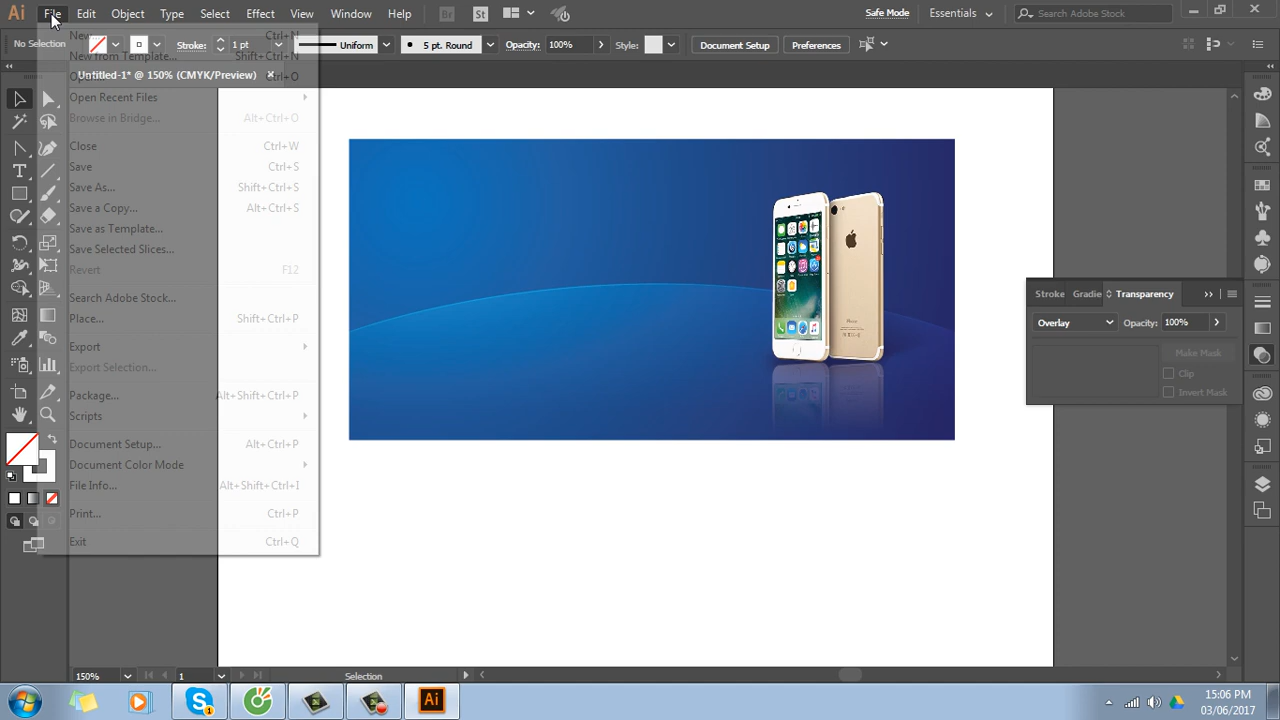 Ai File Edit Object Type Select Effect View Window Help Br St Safe Mode Essentials Search Adobe Stock
No Selection Stroke: 1 pt Uniform 5 pt. Round Opacity: 100% Style: Document Setup Preferences
Untitled-1* @ 150% (CMYK/Preview) ×
New... Ctrl+N
New from Template... Shift+Ctrl+N
Ctrl+O
Open Recent Files
Browse in Bridge... Alt+Ctrl+O
Close Ctrl+W
Save Ctrl+S
Save As... Shift+Ctrl+S
Save a Copy... Alt+Ctrl+S
Save as Template...
Save Selected Slices...
Revert F12
Search Adobe Stock...
Place... Shift+Ctrl+P
Export
Export Selection...
Package... Alt+Shift+Ctrl+P
Scripts
Document Setup... Alt+Ctrl+P
Document Color Mode
File Info... Alt+Shift+Ctrl+I
Print... Ctrl+P
Exit Ctrl+Q
Stroke Gradie Transparency
Overlay Opacity: 100%
Make Mask
Clip
Invert Mask
150% 1 Selection
Ai 15:06 PM
03/06/2017